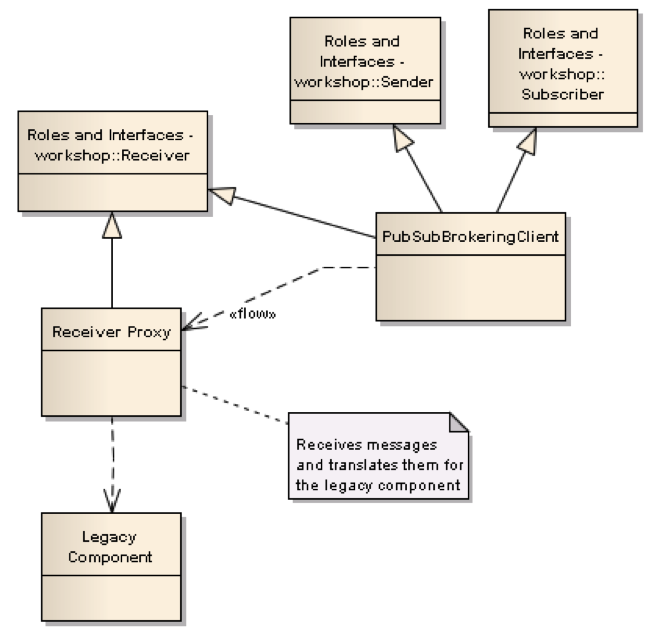 Roles and
Interfaces -
workshop::Sender
Roles and
Interfaces -
workshop::
Subscriber
Roles and Interfaces -
workshop::Receiver
PubSubBrokeringClient
«flow»
Receiver Proxy
Receives messages
and translates them for
the legacy component
Legacy
Component